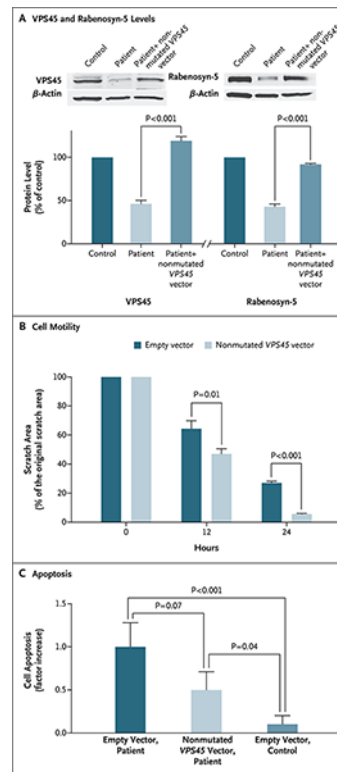 A VPS45 and Rabenosyn-5 Levels
Control
Patient
Patient+ non-
mutated VPS45
vector
Control
Patient
Patient+ non-
mutated VPS45
vector
VPS45
Rabenosyn-5
β-Actin
β-Actin
P<0.001
P<0.001
Protein Level
(% of control)
100
50
0
Control
Patient
Patient+
nonmutated
VPS45
vector
Control
Patient
Patient+
nonmutated
VPS45
vector
VPS45
Rabenosyn-5
B Cell Motility
Empty vector
Nonmutated VPS45 vector
Scratch Area
(% of the original scratch area)
100
80
60
40
20
0
P=0.01
P<0.001
0
12
24
Hours
C Apoptosis
Cell Apoptosis
(factor increase)
1.5
1.0
0.5
0.0
P<0.001
P=0.07
P=0.04
Empty Vector,
Patient
Nonmutated
VPS45 Vector,
Patient
Empty Vector,
Control